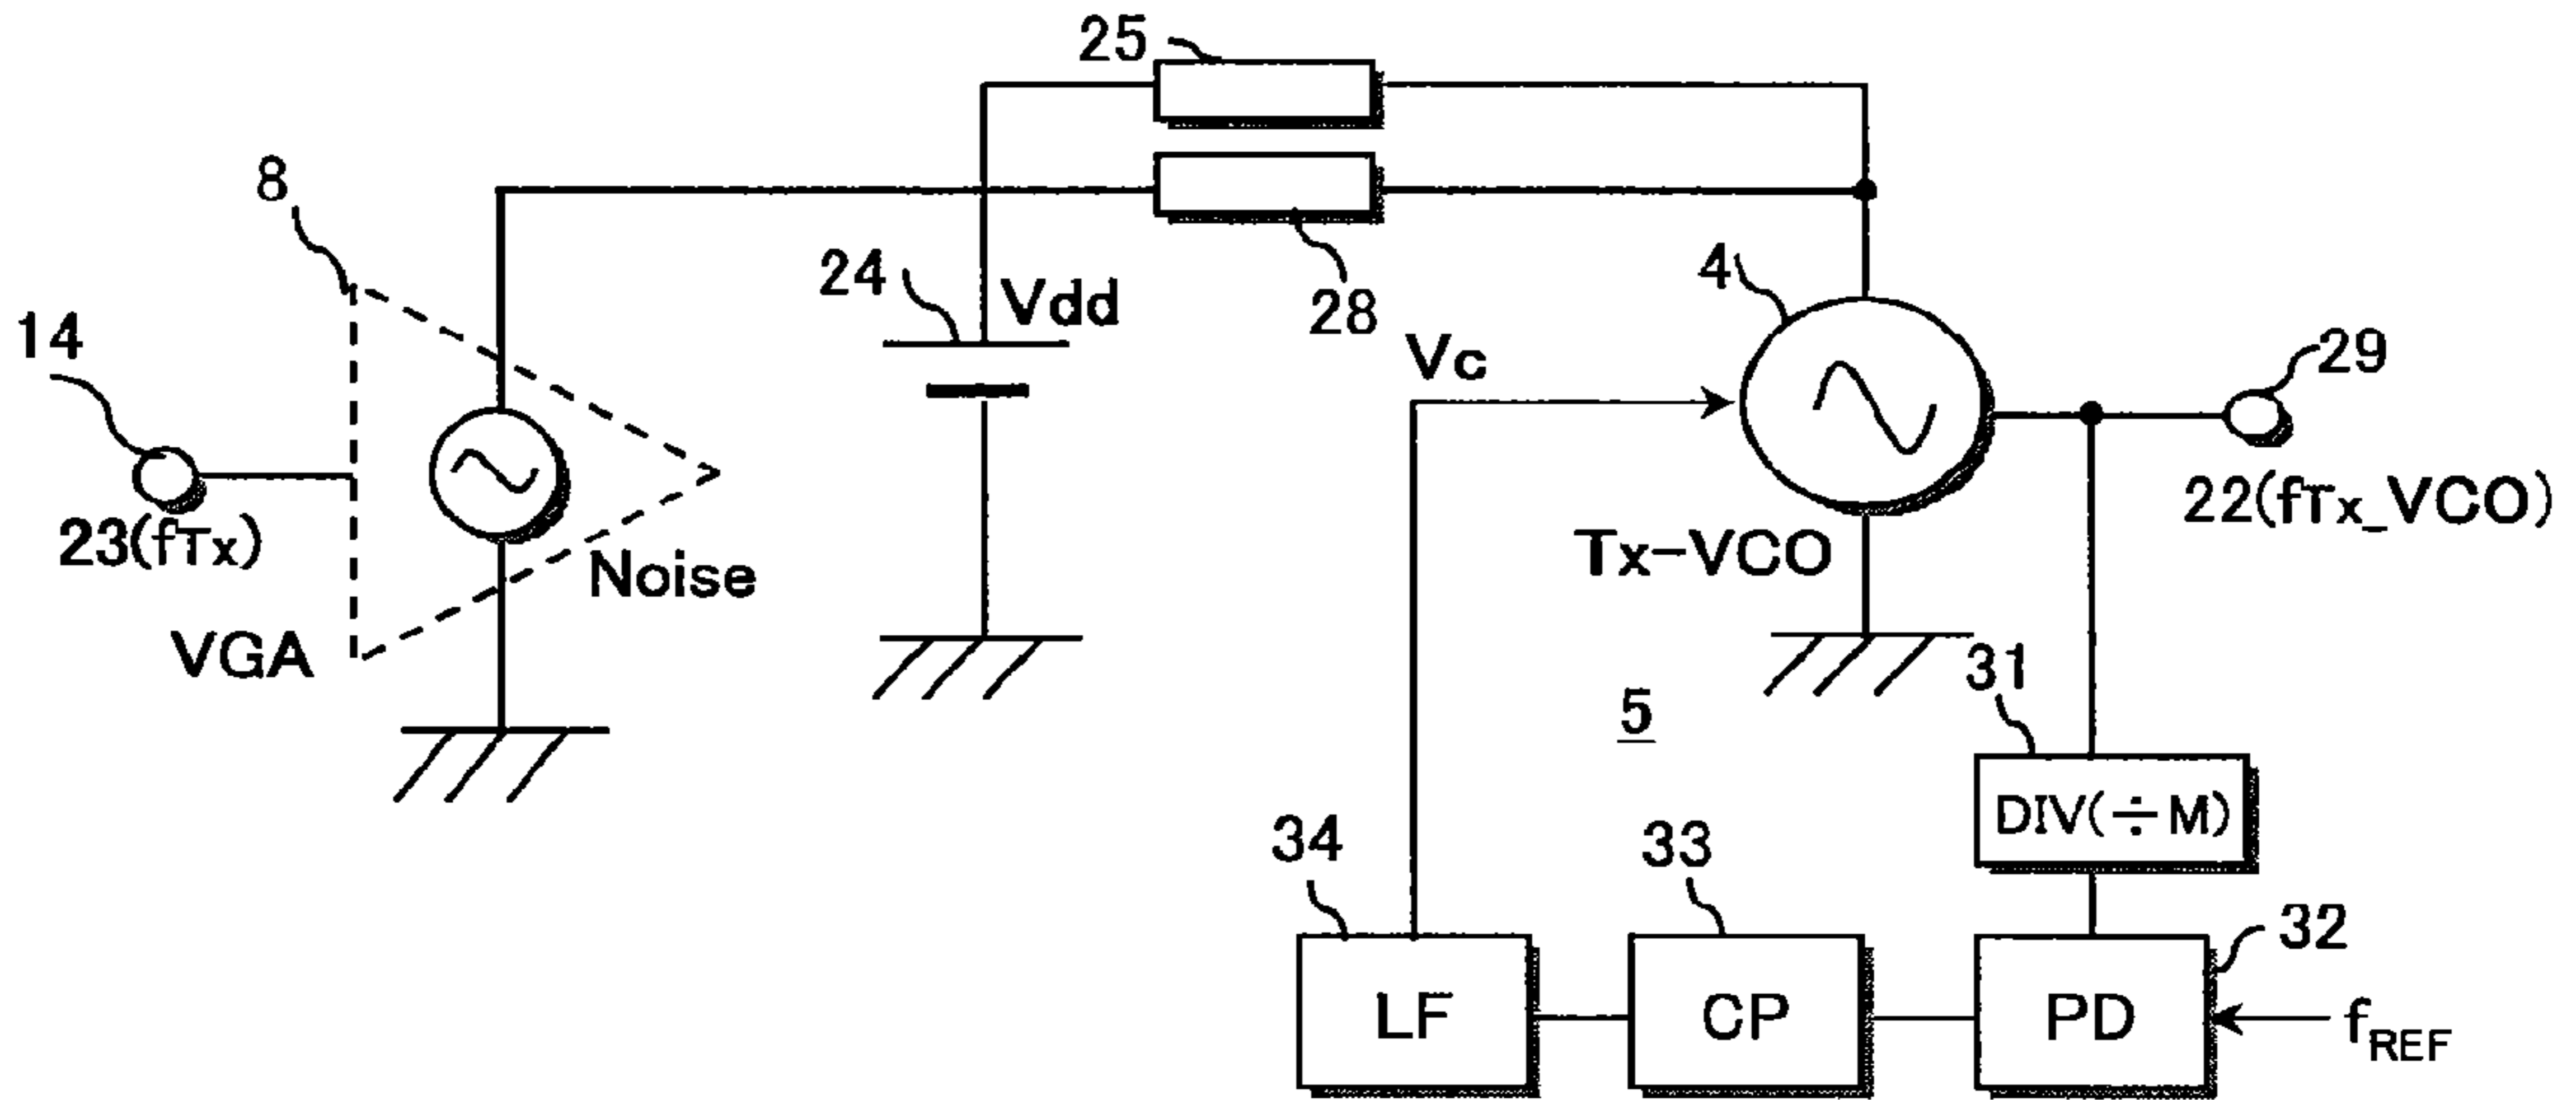 25
8
24
Vdd
28
4
14
Vc
29
23(fTx)
22(fTx_VCO)
Noise
Tx-VCO
VGA
31
5
DIV(÷M)
34
33
32
LF
CP
PD
fREF